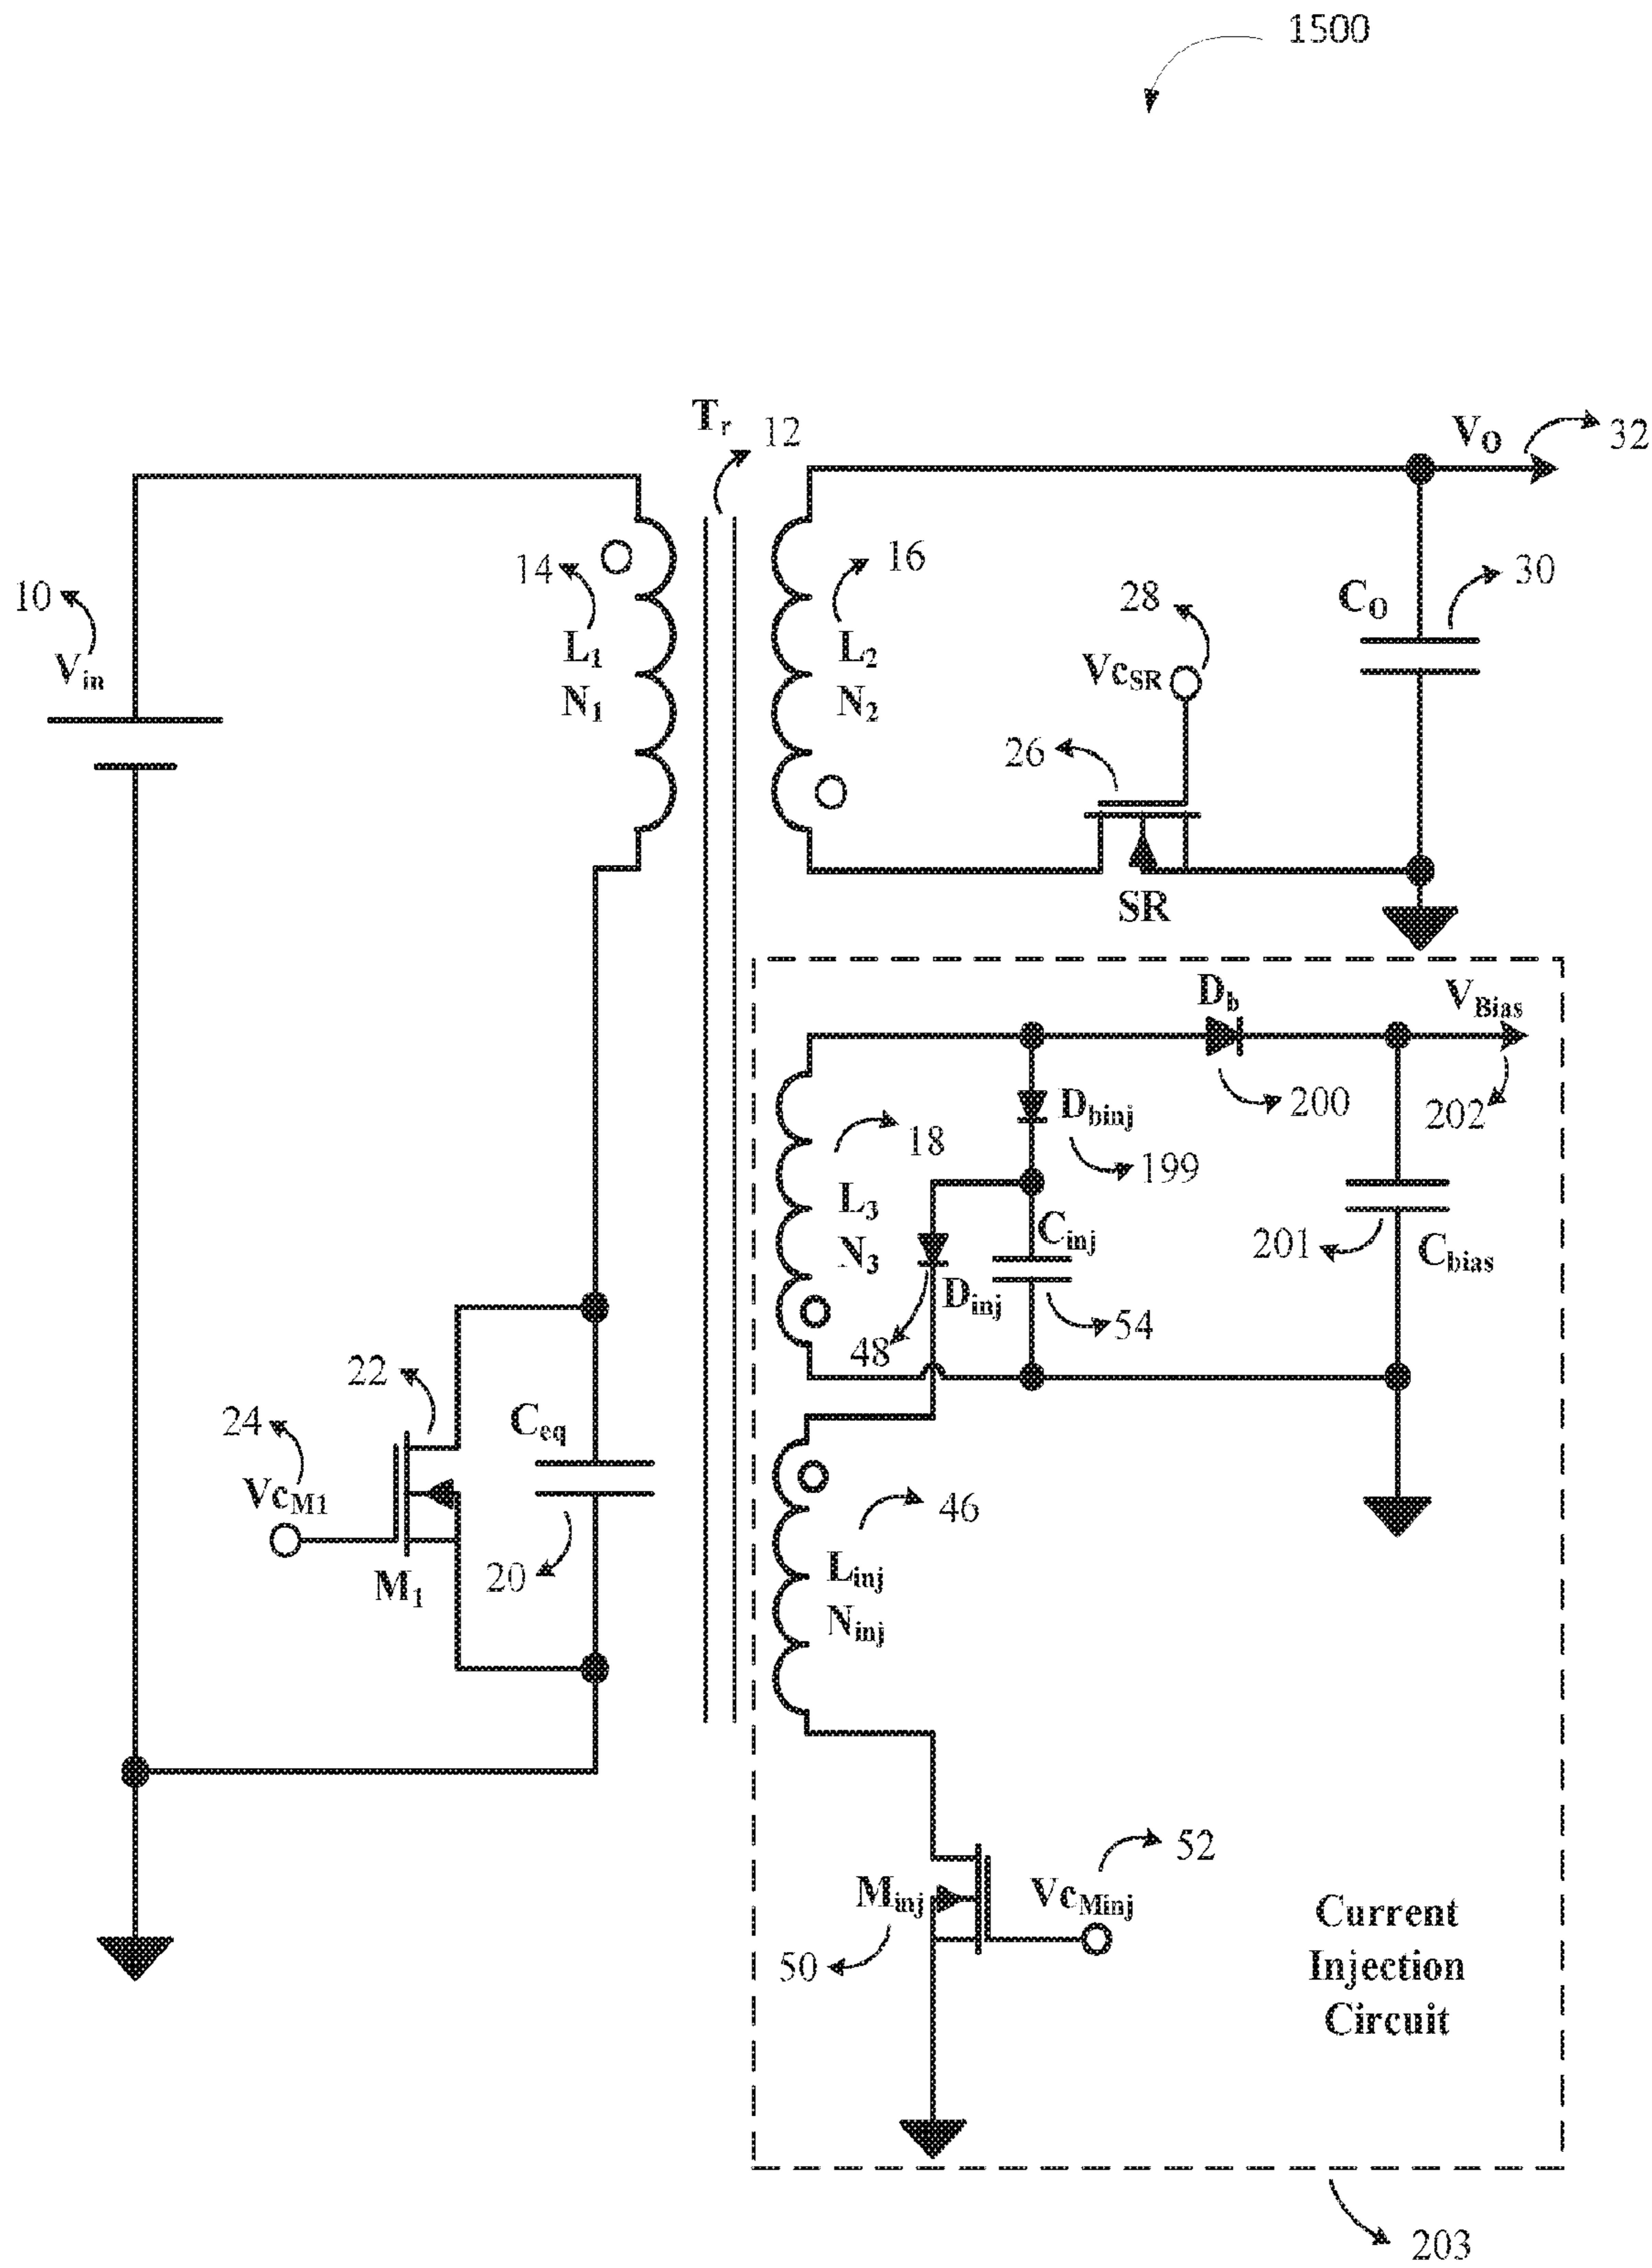 1500
Tr
12
VO
32
10
Vin
14
L1
N1
16
L2
N2
28
VcSR
26
SR
CO
30
Db
VBias
200
202
Dbinj
199
18
L3
N3
Cinj
Dinj
48
54
201
Cbias
22
24
VcM1
M1
Ceq
20
46
Linj
Ninj
Minj
50
VcMinj
52
Current
Injection
Circuit
203